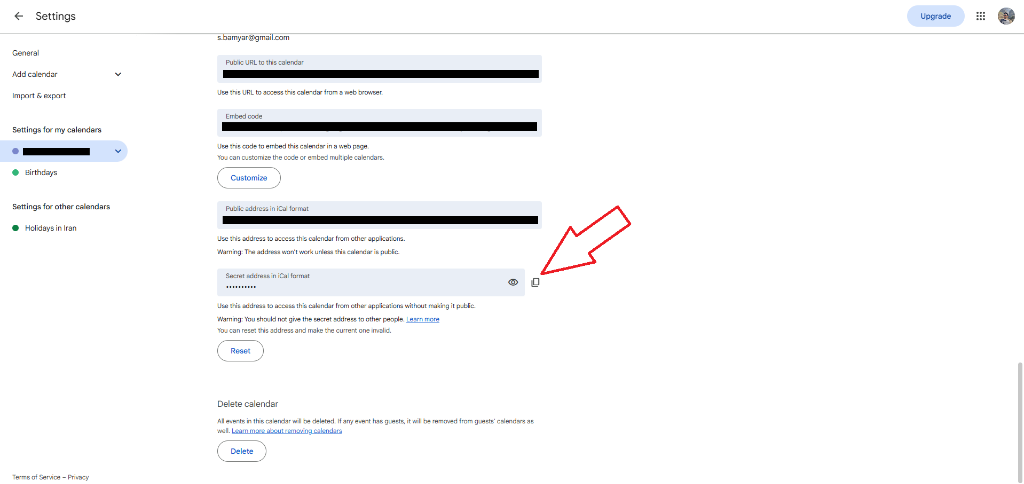 Settings
Upgrade
General
Add calendar
Import & export
Settings for my calendars
Birthdays
Settings for other calendars
Holidays in Iran
s.bamyar@gmail.com
Public URL to this calendar
Use this URL to access this calendar from a web browser.
Embed code
Use this code to embed this calendar in a web page.
You can customize the code or embed multiple calendars.
Customize
Public address in iCal format
Use this address to access this calendar from other applications.
Warning: The address won't work unless this calendar is public.
Secret address in iCal format
••••••••••
Use this address to access this calendar from other applications without making it public.
Warning: You should not give the secret address to other people. Learn more
You can reset this address and make the current one invalid.
Reset
Delete calendar
All events in this calendar will be deleted. If any event has guests, it will be removed from guests' calendars as
well. Learn more about removing calendars
Delete
Terms of Service – Privacy